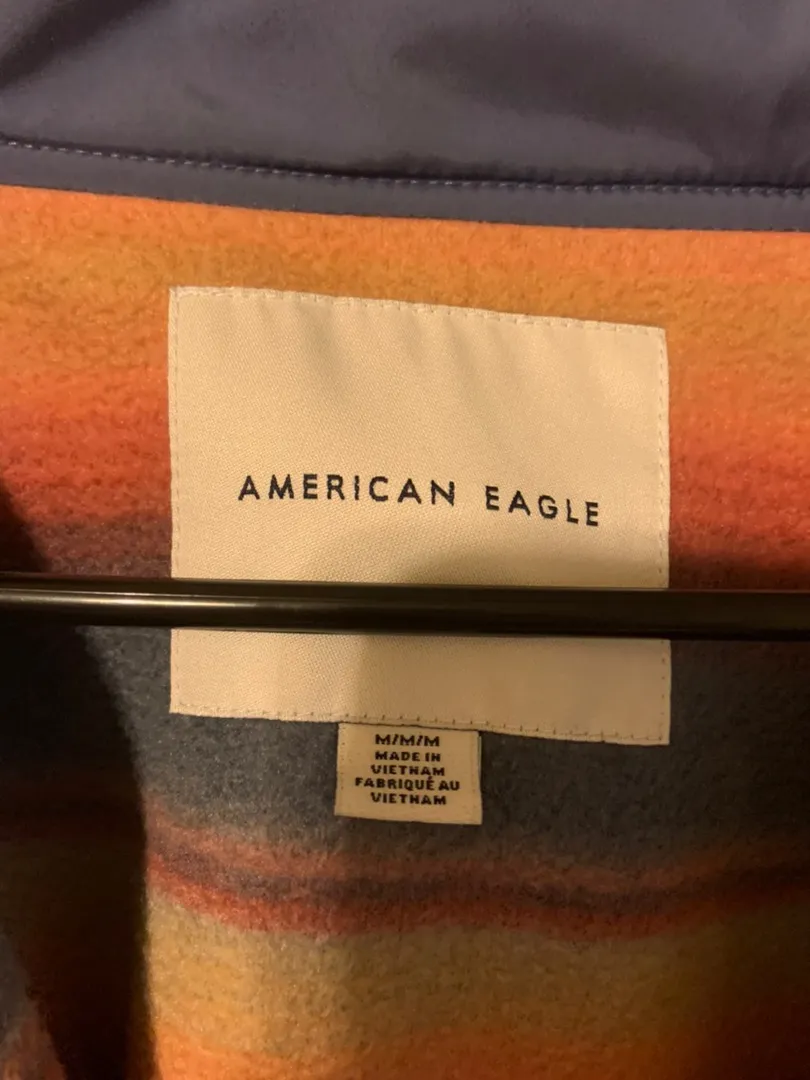 AMERICAN EAGLE
M/M/M
MADE IN
VIETNAM
FABRIQUÉ AU
VIETNAM